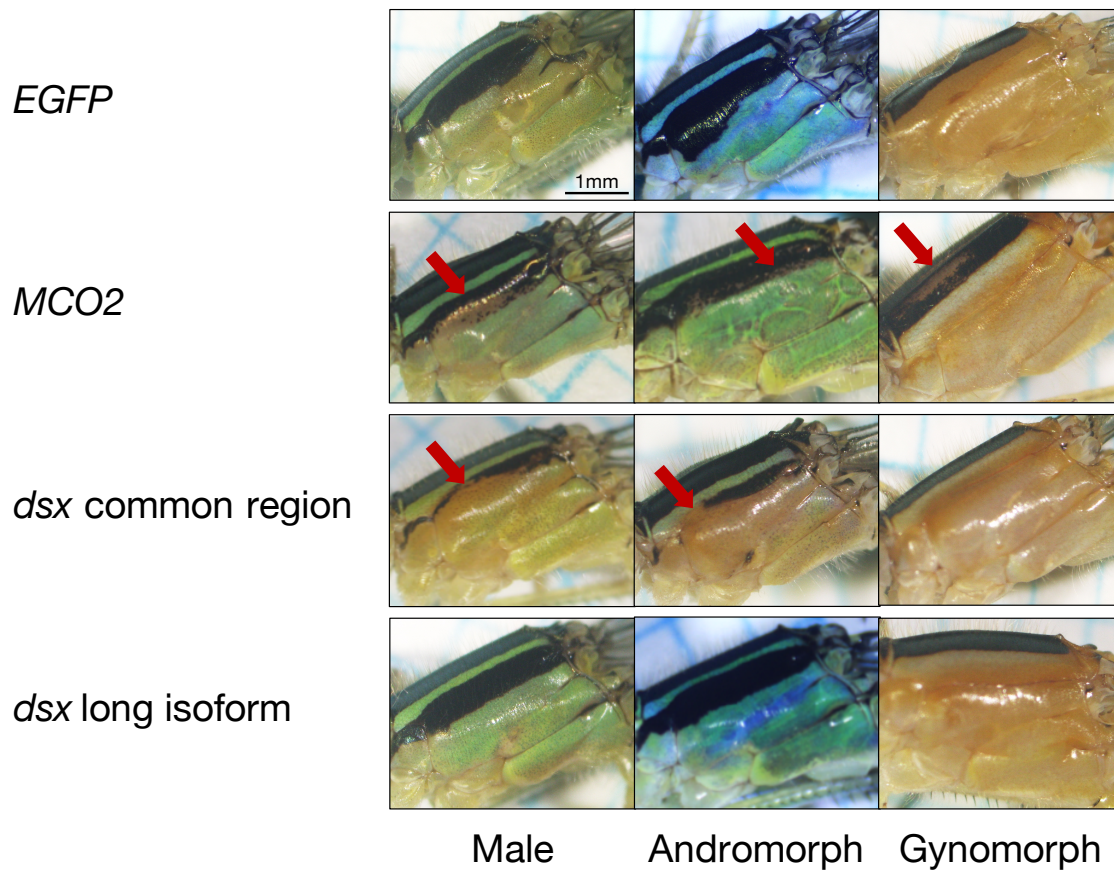 EGFP
1mm
MCO2
dsx common region
dsx long isoform
Male Andromorph Gynomorph